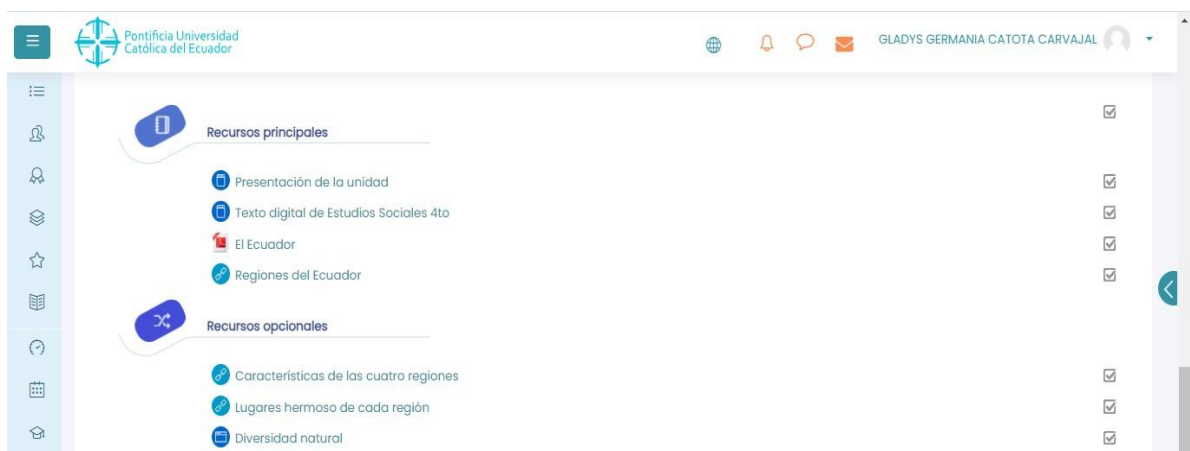 Pontificia Universidad
Católica del Ecuador
GLADYS GERMANIA CATOTA CARVAJAL
Recursos principales
Presentación de la unidad
Texto digital de Estudios Sociales 4to
El Ecuador
Regiones del Ecuador
Recursos opcionales
Características de las cuatro regiones
Lugares hermoso de cada región
Diversidad natural